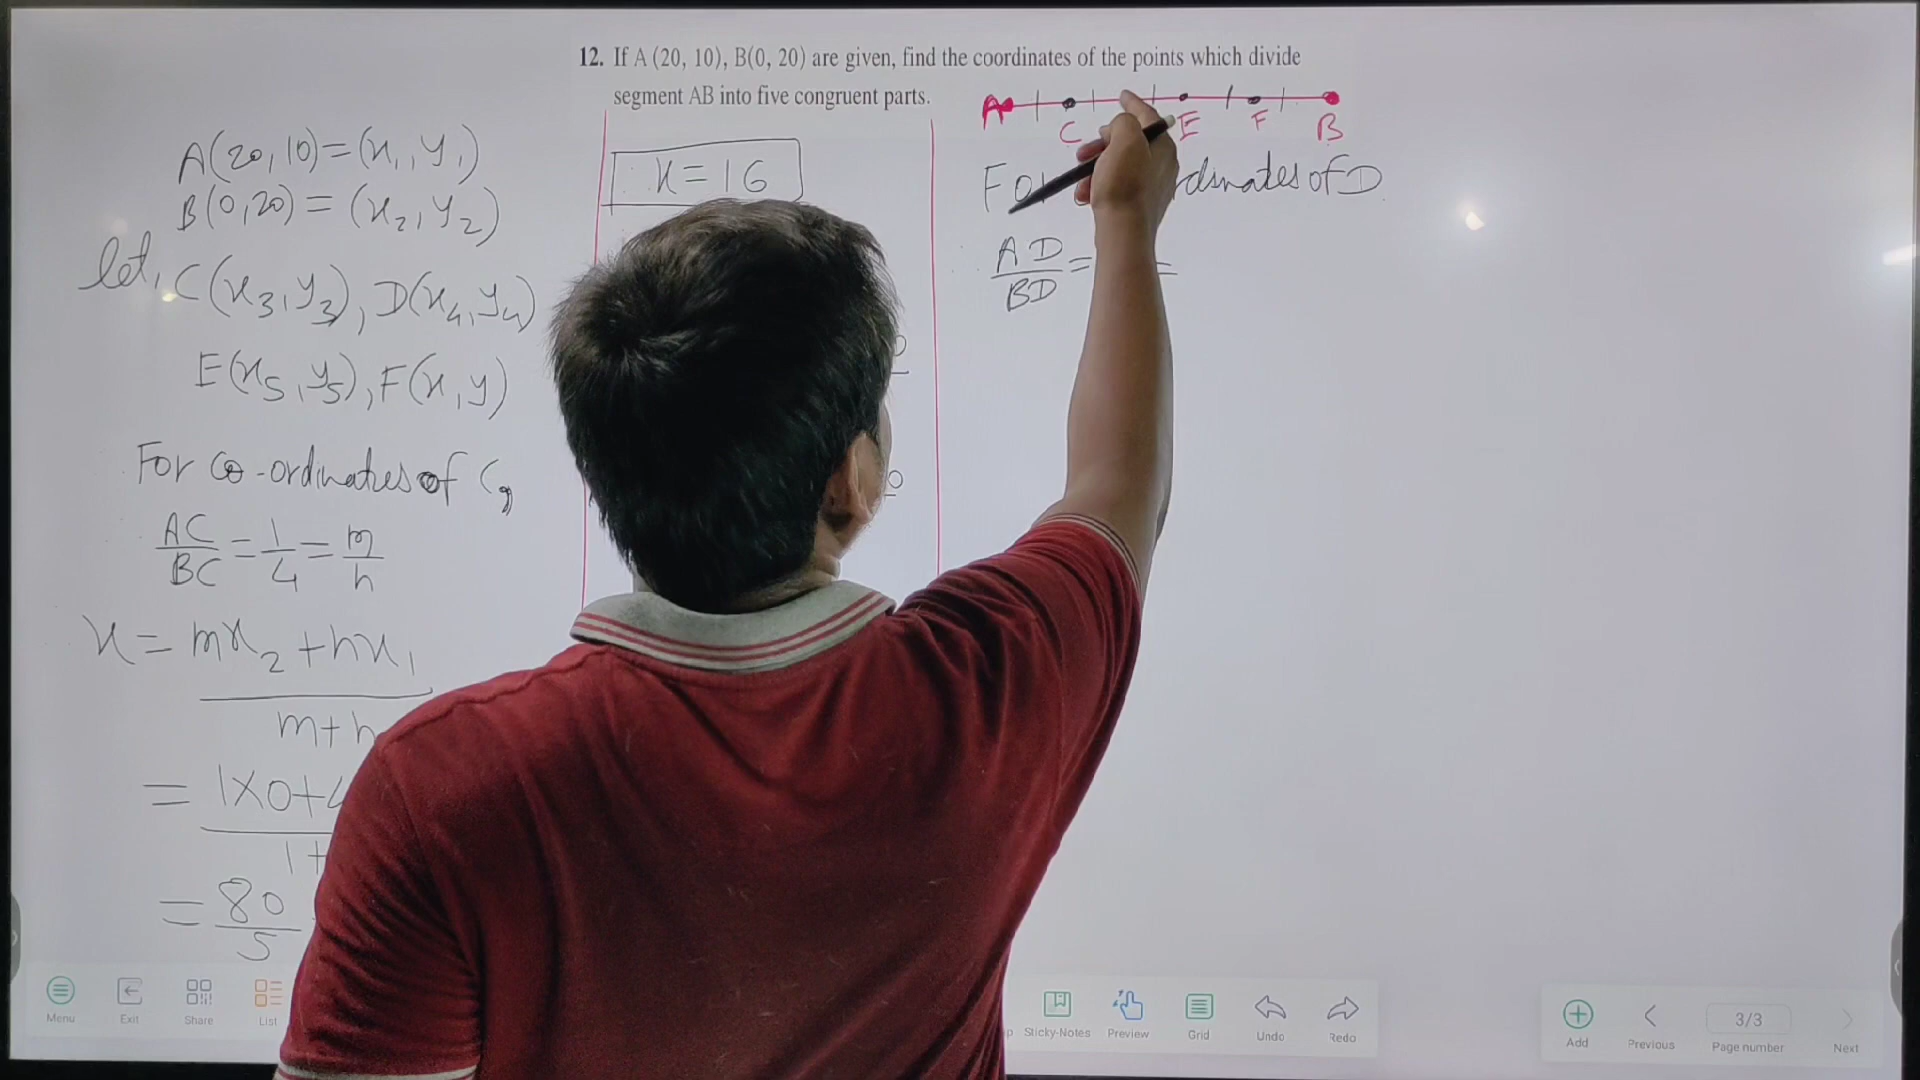 12. If A (20, 10), B(0, 20) are given, find the coordinates of the points which divide
segment AB into five congruent parts.
A C E F B
A(20,10)=(x₁,y₁)
B(0,20)=(x₂,y₂)
let, C(x₃,y₃), D(x₄,y₄)
E(x₅,y₅), F(x,y)
For co-ordinates of C,
AC/BC = 1/4 = m/n
x = mx₂+nx₁
m+n
= 1x0+4
1+
= 80/5
x=16
For dinates of D.
AD/BD = =
Menu
Exit
Share
List
Sticky-Notes
Preview
Grid
Undo
Redo
Add
Previous
3/3
Page number
Next